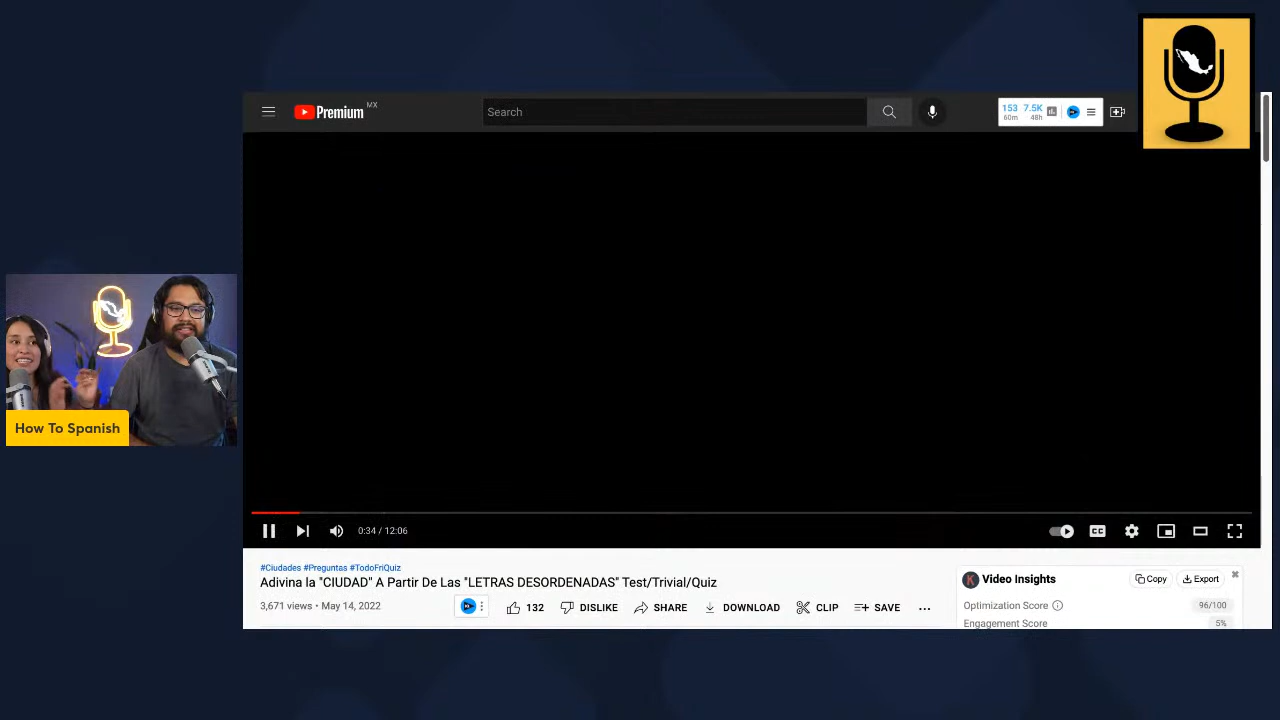 Premium MX
Search
153 7.5K
60m 48h
How To Spanish
0:34 / 12:06
CC
#Ciudades #Preguntas #TodoFriQuiz
Adivina la "CIUDAD" A Partir De Las "LETRAS DESORDENADAS" Test/Trivial/Quiz
3,671 views • May 14, 2022
132 DISLIKE SHARE DOWNLOAD CLIP SAVE ...
K Video Insights Copy Export
Optimization Score 96/100
Engagement Score 5%